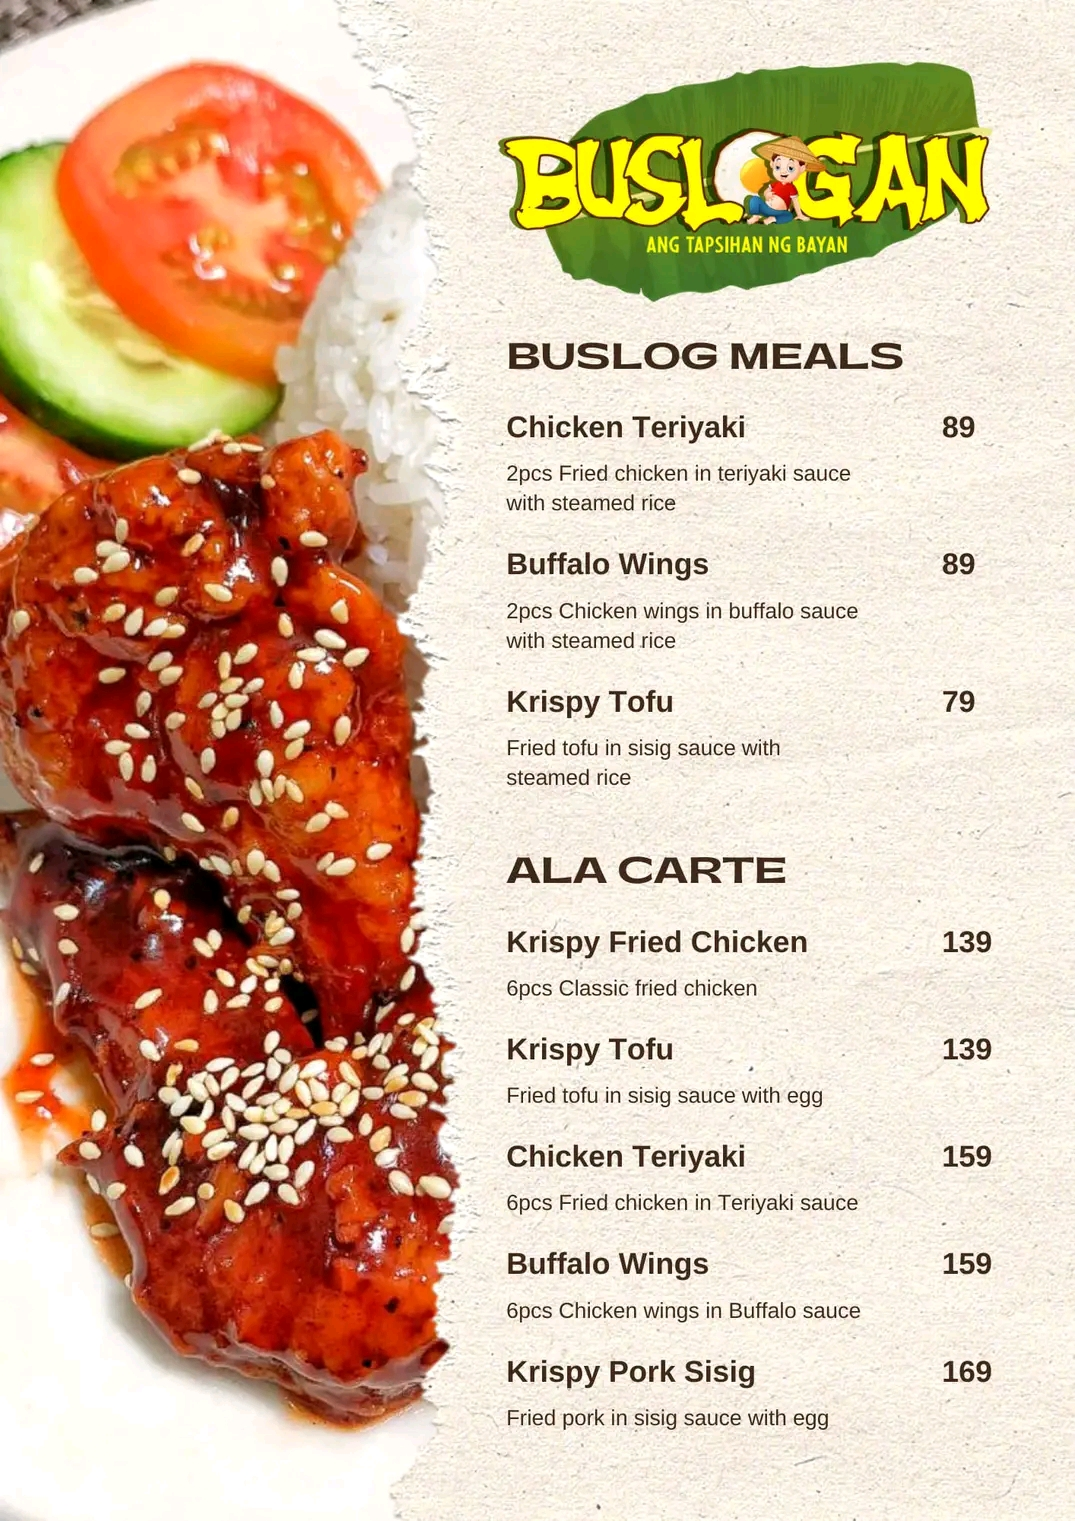 BUSLOGAN
ANG TAPSIHAN NG BAYAN
BUSLOG MEALS
Chicken Teriyaki 89
2pcs Fried chicken in teriyaki sauce
with steamed rice
Buffalo Wings 89
2pcs Chicken wings in buffalo sauce
with steamed rice
Krispy Tofu 79
Fried tofu in sisig sauce with
steamed rice
ALA CARTE
Krispy Fried Chicken 139
6pcs Classic fried chicken
Krispy Tofu 139
Fried tofu in sisig sauce with egg
Chicken Teriyaki 159
6pcs Fried chicken in Teriyaki sauce
Buffalo Wings 159
6pcs Chicken wings in Buffalo sauce
Krispy Pork Sisig 169
Fried pork in sisig sauce with egg